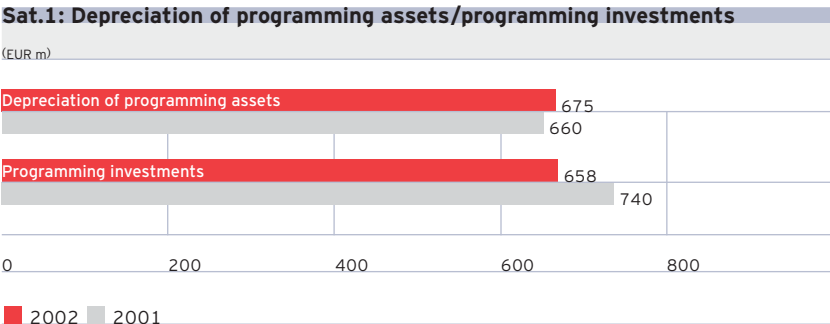 Sat.1: Depreciation of programming assets/programming investments
(EUR m)
Depreciation of programming assets
675
660
Programming investments
658
740
0 200 400 600 800
2002 2001